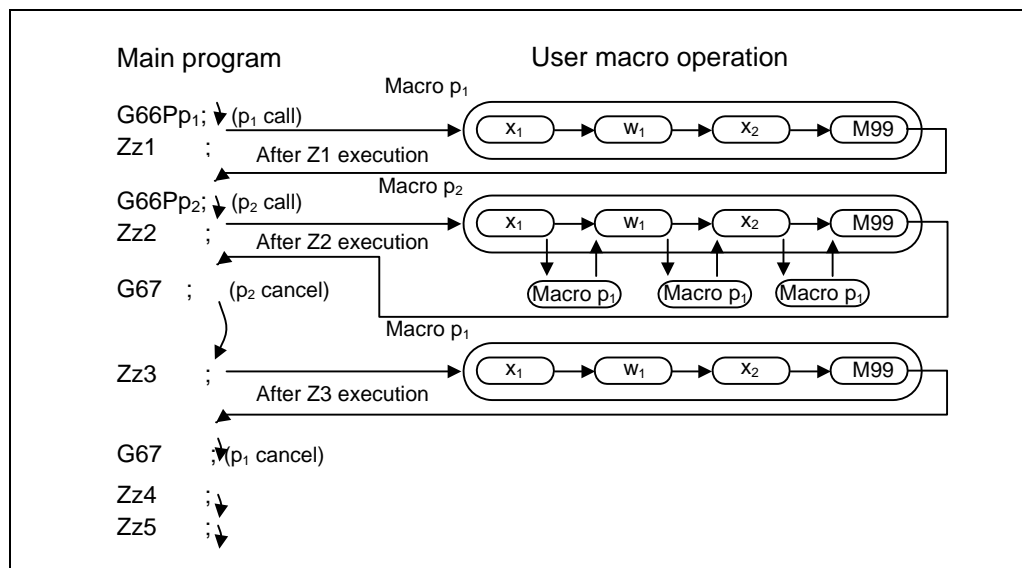 Main program User macro operation
Macro p₁
G66Pp₁; (p₁ call)
x₁ w₁ x₂ M99
Zz1 ;
After Z1 execution
Macro p₂
G66Pp₂; (p₂ call)
x₁ w₁ x₂ M99
Zz2 ;
After Z2 execution
Macro p₁ Macro p₁ Macro p₁
G67 ; (p₂ cancel)
Macro p₁
Zz3 ;
x₁ w₁ x₂ M99
After Z3 execution
G67 ; (p₁ cancel)
Zz4 ;
Zz5 ;